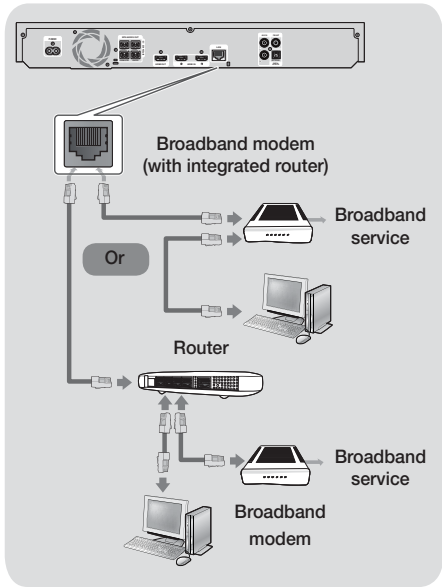 Broadband modem
(with integrated router)
Broadband
service
Or
Router
Broadband
service
Broadband
modem